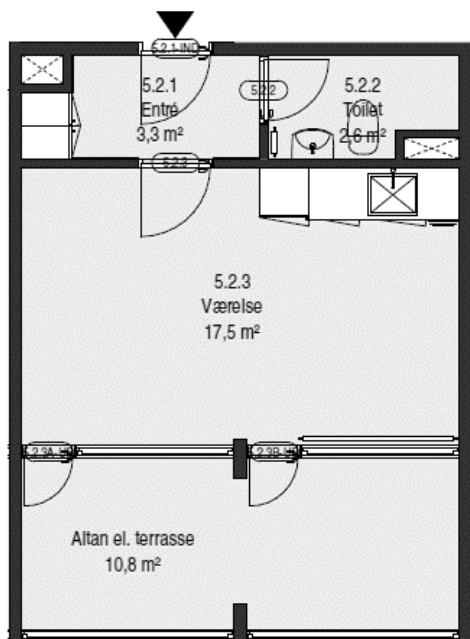 5.2.1-IND
5.2.1
Entré
3,3 m²
5.2.2
5.2.2
Toilet
2,6 m²
5.2.3
5.2.3
Værelse
17,5 m²
Altan el. terrasse
10,8 m²